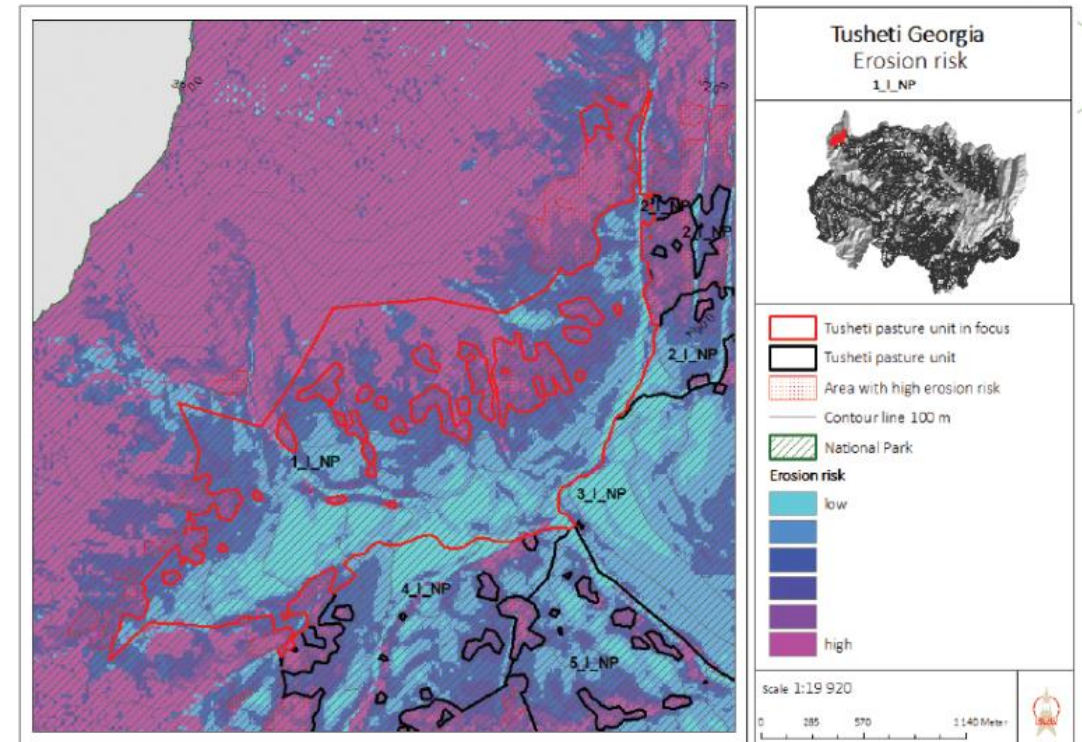 Tusheti Georgia
Erosion risk
1_I_NP
2_I_NP
2_I_NP
2_I_NP
1_I_NP
3_I_NP
4_I_NP
5_I_NP
Tusheti pasture unit in focus
Tusheti pasture unit
Area with high erosion risk
Contour line 100 m
National Park
Erosion risk
low
high
Scale 1:19 920
0 285 570 1 140 Meter